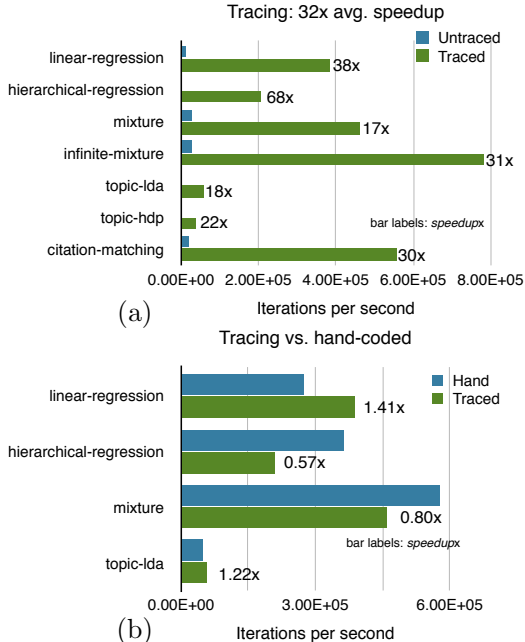 Tracing: 32x avg. speedup
Untraced
Traced
linear-regression
38x
hierarchical-regression
68x
mixture
17x
infinite-mixture
31x
topic-lda
18x
topic-hdp
22x
bar labels: speedupx
citation-matching
30x
0.00E+00 2.00E+05 4.00E+05 6.00E+05 8.00E+05
(a) Iterations per second
Tracing vs. hand-coded
Hand
Traced
linear-regression
1.41x
hierarchical-regression
0.57x
mixture
0.80x
bar labels: speedupx
topic-lda
1.22x
0.00E+00 3.00E+05 6.00E+05
(b) Iterations per second